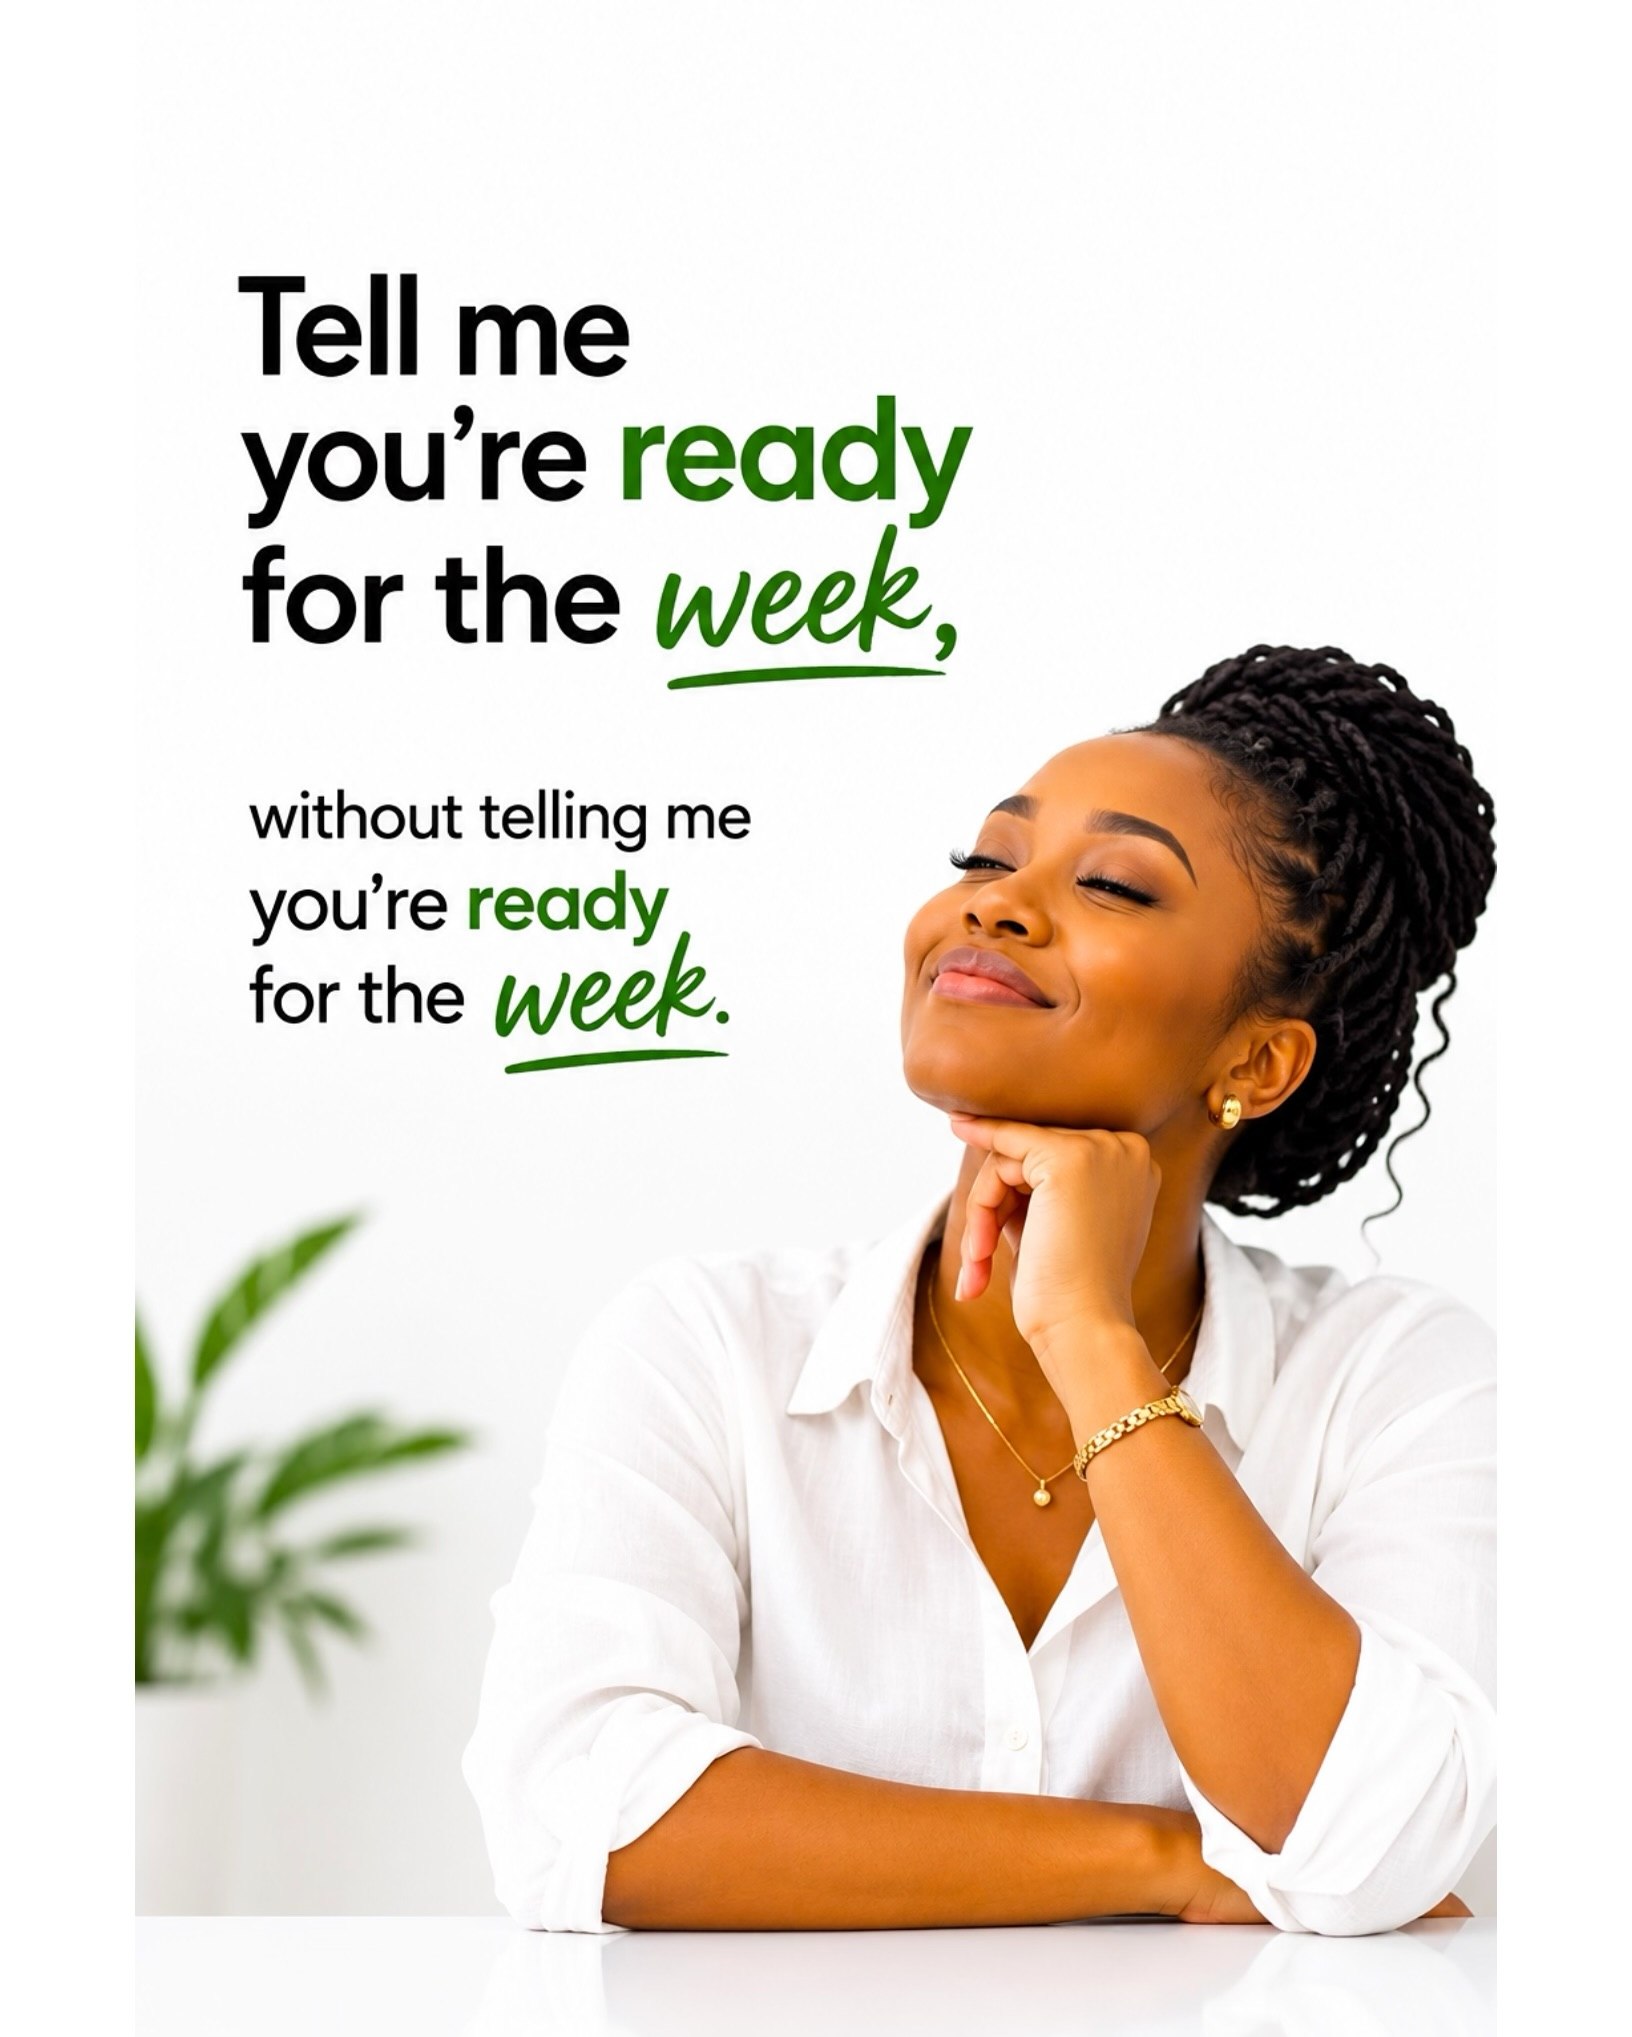 Tell me
you’re ready
for the week,
without telling me
you’re ready
for the week.